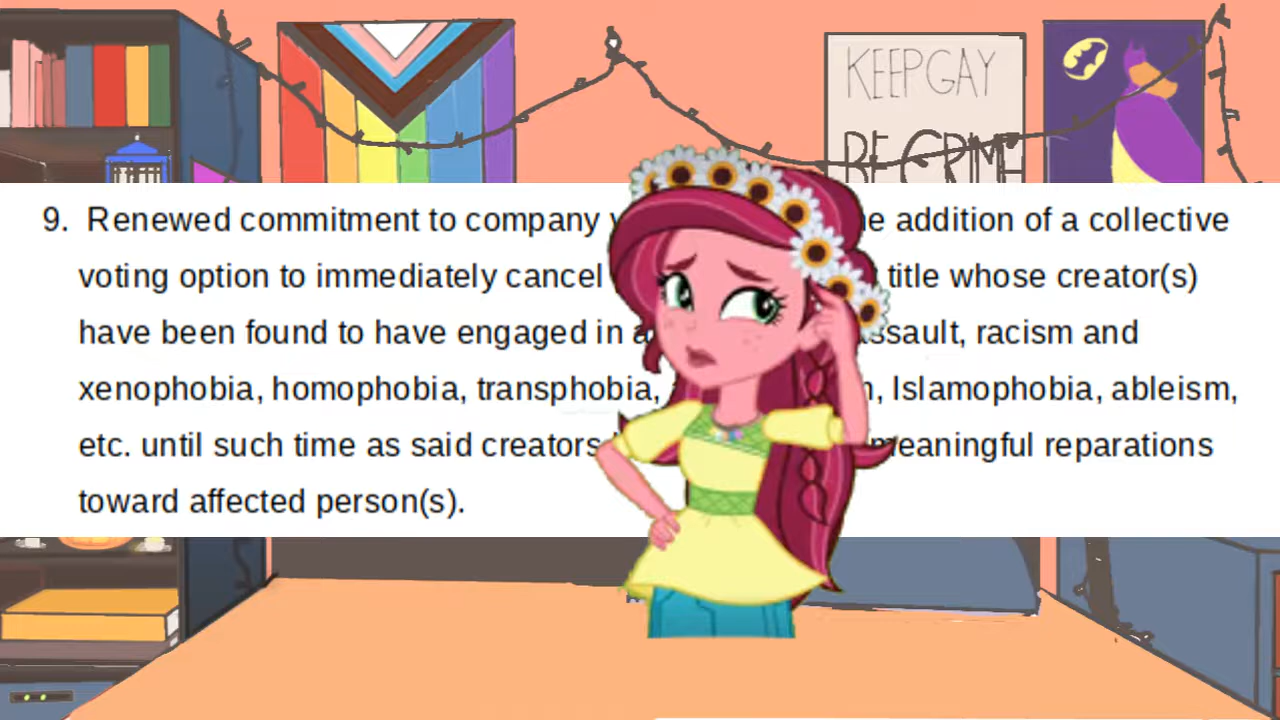 KEEP GAY
BE CRIME
9. Renewed commitment to company addition of a collective
voting option to immediately cancel title whose creator(s)
have been found to have engaged in racism and
xenophobia, homophobia, transphobia, Islamophobia, ableism,
etc. until such time as said creators meaningful reparations
toward affected person(s).